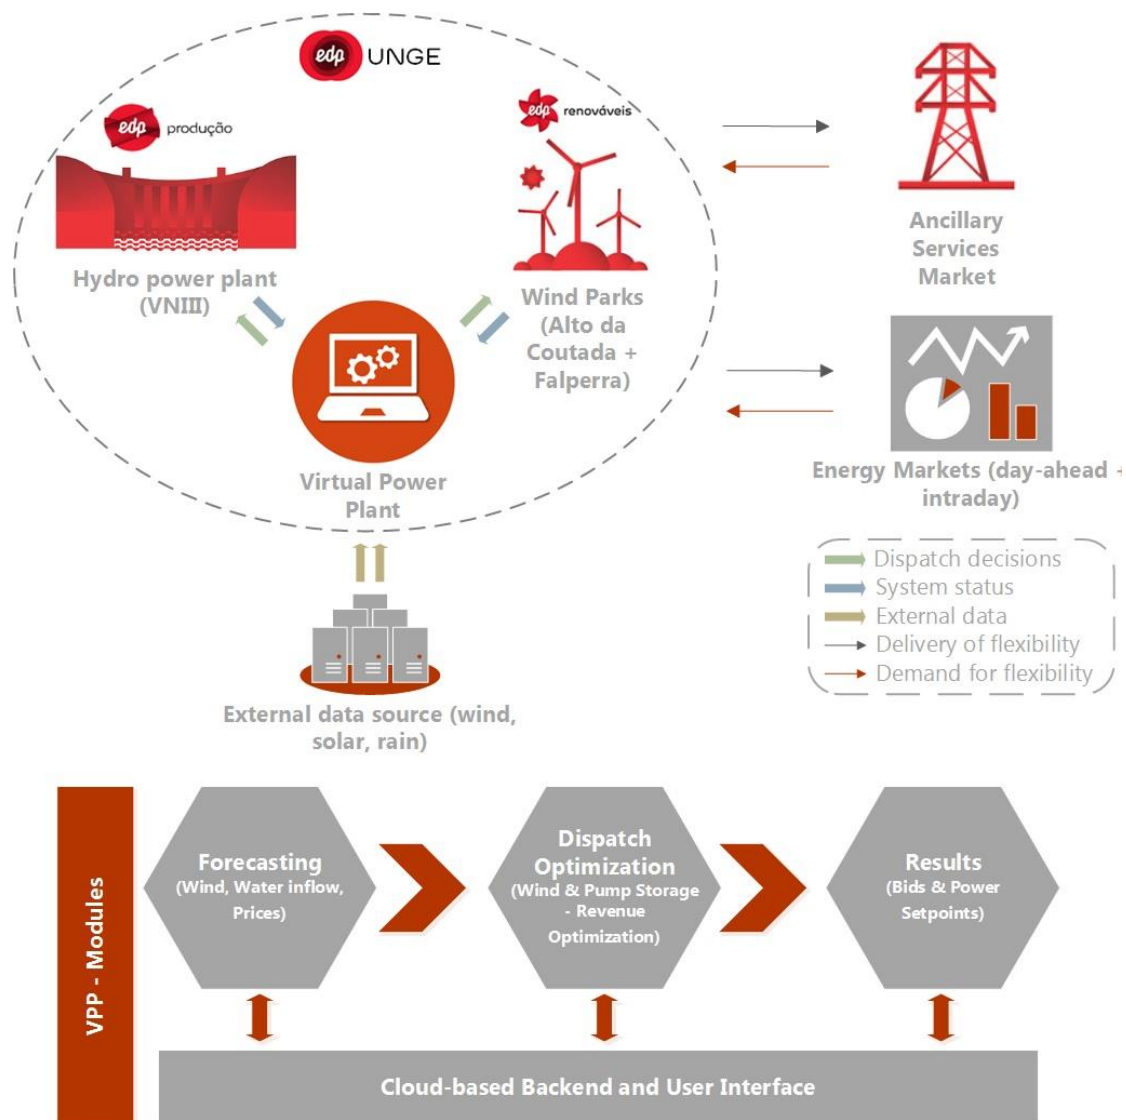 edp UNGE
edp produção
edp renováveis
Hydro power plant
(VNIII)
Wind Parks
(Alto da
Coutada +
Falperra)
Virtual Power
Plant
External data source (wind,
solar, rain)
Ancillary
Services
Market
Energy Markets (day-ahead +
intraday)
Dispatch decisions
System status
External data
Delivery of flexibility
Demand for flexibility
VPP - Modules
Forecasting
(Wind, Water inflow,
Prices)
Dispatch
Optimization
(Wind & Pump Storage
- Revenue
Optimization)
Results
(Bids & Power
Setpoints)
Cloud-based Backend and User Interface